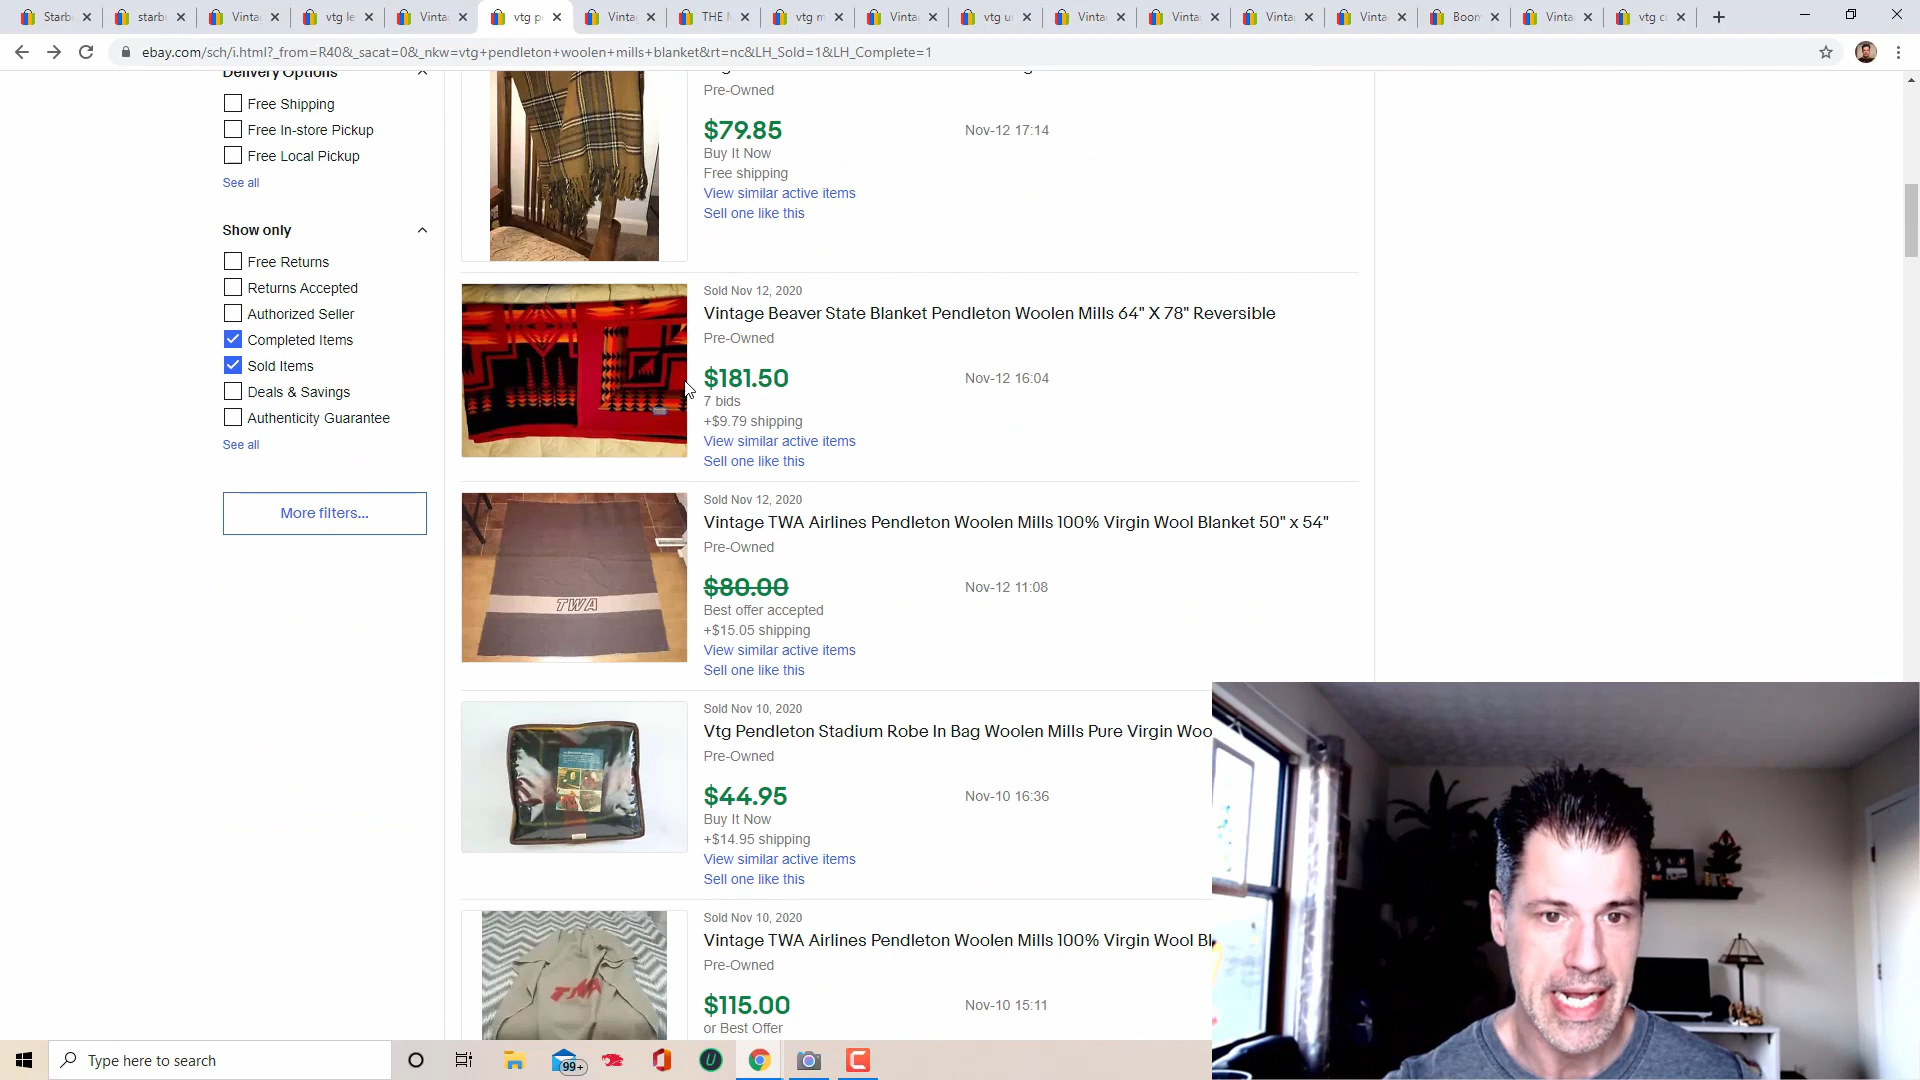 Starb
starbu
Vinta
vtg le
Vintag
vtg p
Vintag
THE M
vtg m
Vintag
vtg u
Vinta
Vinta
Vinta
Vinta
Boom
Vinta
vtg c
ebay.com/sch/i.html?_from=R40&_sacat=0&_nkw=vtg+pendleton+woolen+mills+blanket&rt=nc&LH_Sold=1&LH_Complete=1
Delivery Options
Free Shipping
Free In-store Pickup
Free Local Pickup
See all
Show only
Free Returns
Returns Accepted
Authorized Seller
Completed Items
Sold Items
Deals & Savings
Authenticity Guarantee
See all
More filters...
Pre-Owned
$79.85
Nov-12 17:14
Buy It Now
Free shipping
View similar active items
Sell one like this
Sold Nov 12, 2020
Vintage Beaver State Blanket Pendleton Woolen Mills 64" X 78" Reversible
Pre-Owned
$181.50
Nov-12 16:04
7 bids
+$9.79 shipping
View similar active items
Sell one like this
Sold Nov 12, 2020
Vintage TWA Airlines Pendleton Woolen Mills 100% Virgin Wool Blanket 50" x 54"
Pre-Owned
$80.00
Nov-12 11:08
Best offer accepted
+$15.05 shipping
View similar active items
Sell one like this
TWA
Sold Nov 10, 2020
Vtg Pendleton Stadium Robe In Bag Woolen Mills Pure Virgin Woo
Pre-Owned
$44.95
Nov-10 16:36
Buy It Now
+$14.95 shipping
View similar active items
Sell one like this
Sold Nov 10, 2020
Vintage TWA Airlines Pendleton Woolen Mills 100% Virgin Wool Bl
Pre-Owned
$115.00
Nov-10 15:11
or Best Offer
TWA
Type here to search
99+